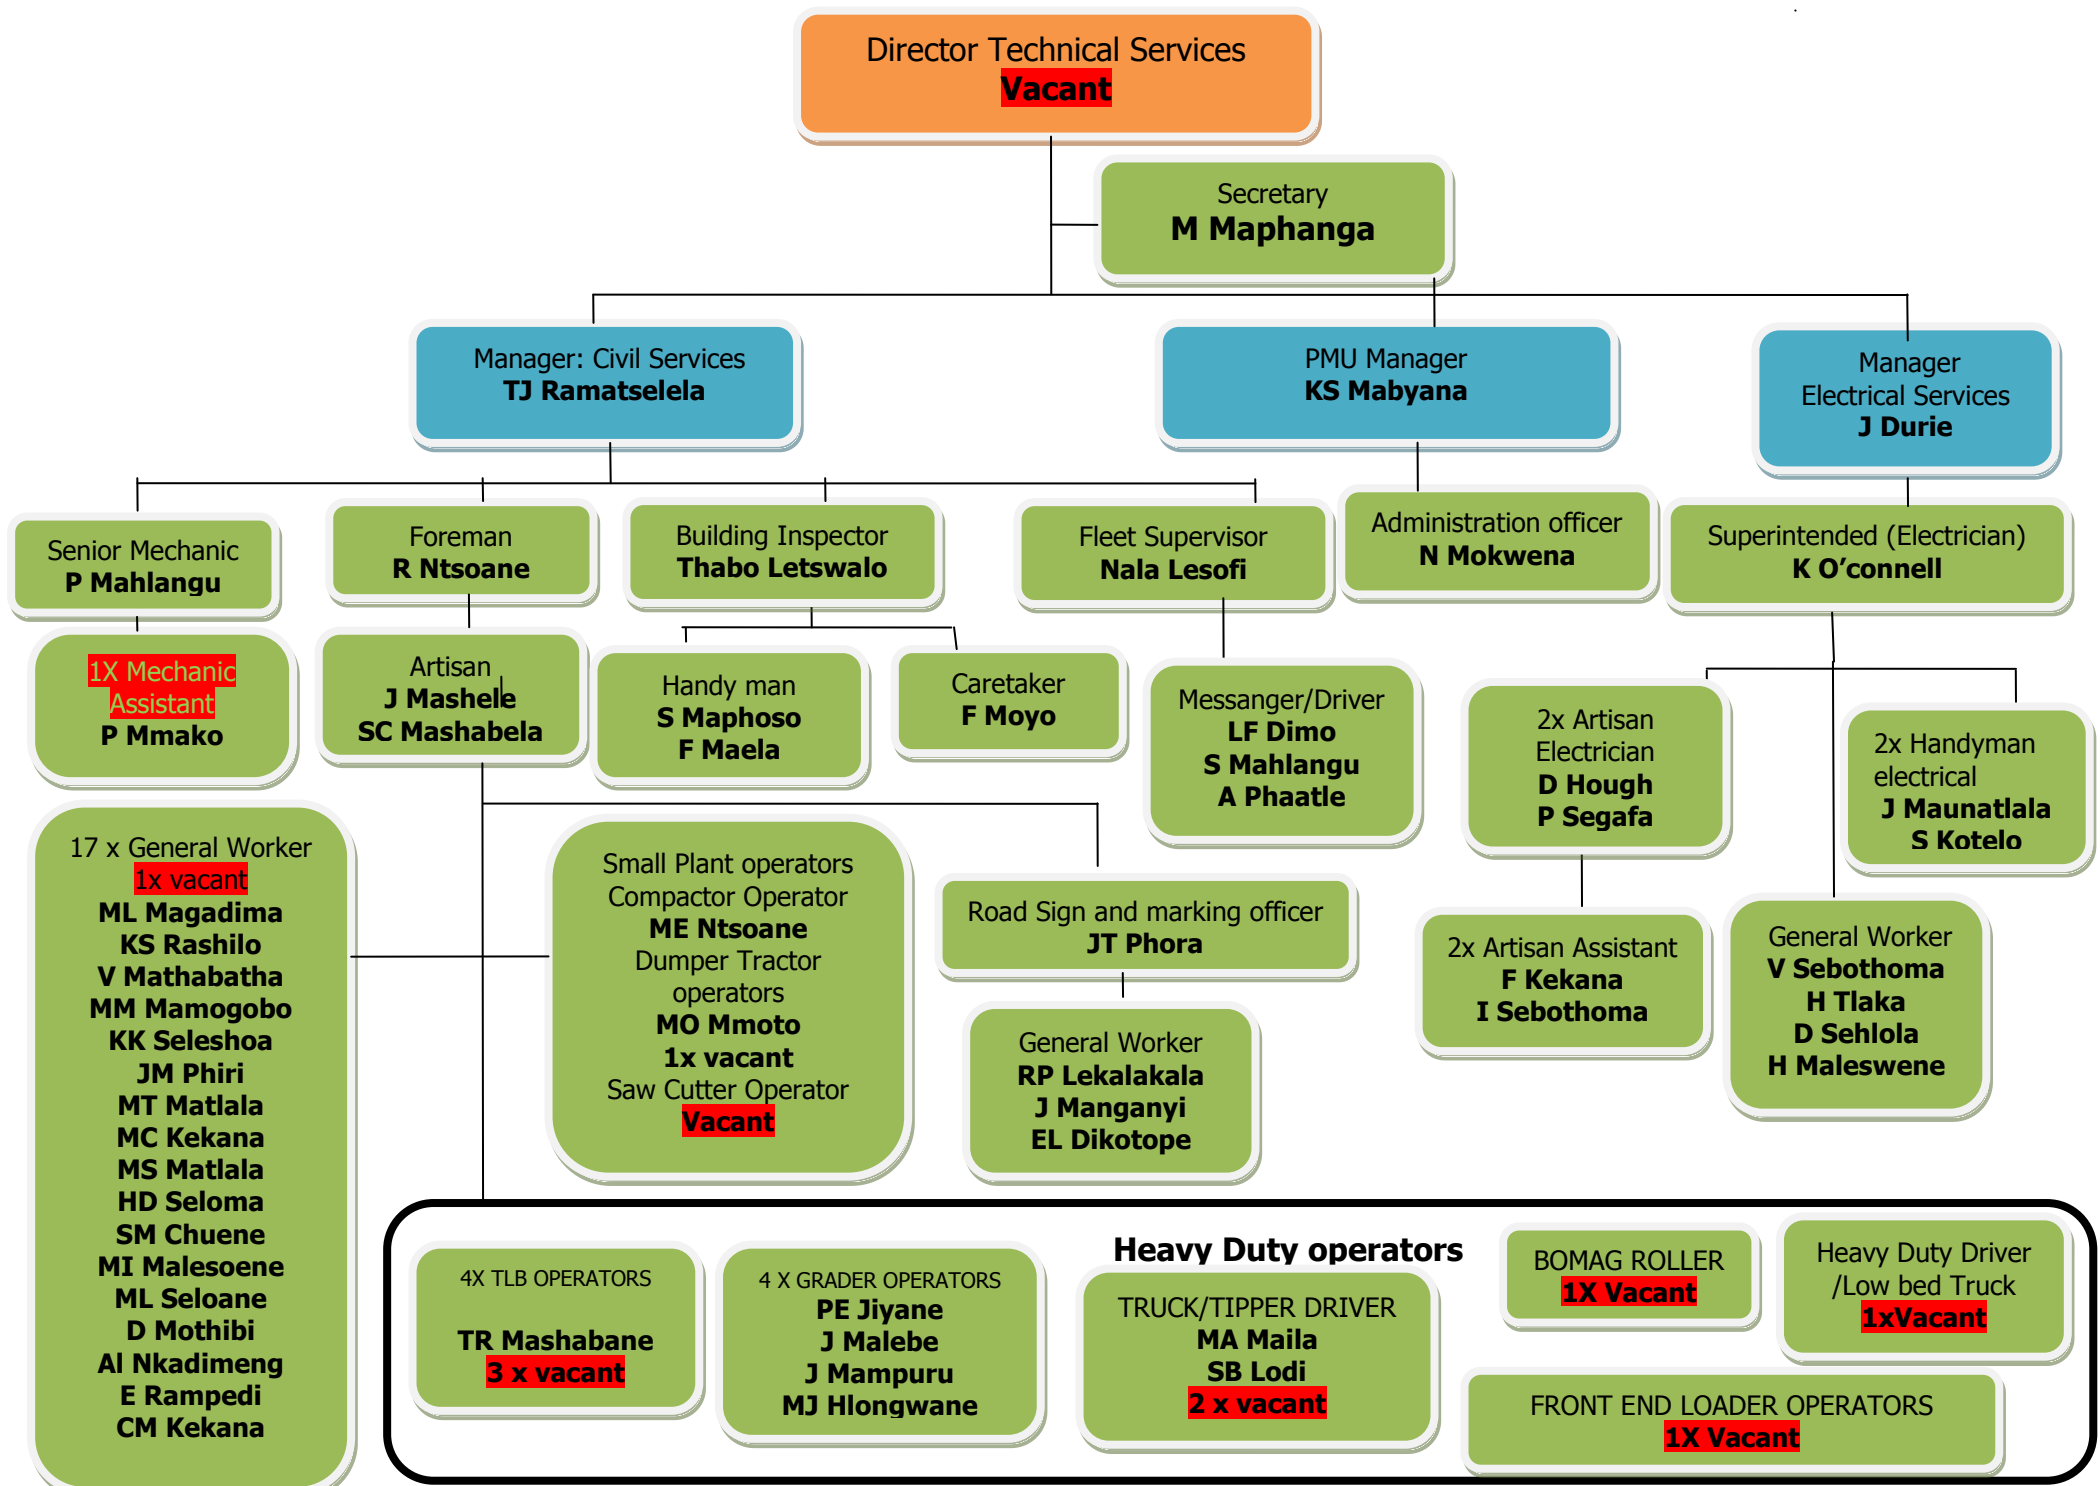 Director Technical Services
Vacant
Secretary
M Maphanga
Manager: Civil Services
TJ Ramatselela
PMU Manager
KS Mabyana
Manager
Electrical Services
J Durie
Senior Mechanic
P Mahlangu
Foreman
R Ntsoane
Building Inspector
Thabo Letswalo
Fleet Supervisor
Nala Lesofi
Administration officer
N Mokwena
Superintended (Electrician)
K O’connell
1X Mechanic
Assistant
P Mmako
Artisan
J Mashele
SC Mashabela
Handy man
S Maphoso
F Maela
Caretaker
F Moyo
Messanger/Driver
LF Dimo
S Mahlangu
A Phaatle
2x Artisan
Electrician
D Hough
P Segafa
2x Handyman
electrical
J Maunatlala
S Kotelo
17 x General Worker
1x vacant
ML Magadima
KS Rashilo
V Mathabatha
MM Mamogobo
KK Seleshoa
JM Phiri
MT Matlala
MC Kekana
MS Matlala
HD Seloma
SM Chuene
MI Malesoene
ML Seloane
D Mothibi
Al Nkadimeng
E Rampedi
CM Kekana
Small Plant operators
Compactor Operator
ME Ntsoane
Dumper Tractor
operators
MO Mmoto
1x vacant
Saw Cutter Operator
Vacant
Road Sign and marking officer
JT Phora
General Worker
RP Lekalakala
J Manganyi
EL Dikotope
2x Artisan Assistant
F Kekana
I Sebothoma
General Worker
V Sebothoma
H Tlaka
D Sehlola
H Maleswene
Heavy Duty operators
4X TLB OPERATORS
TR Mashabane
3 x vacant
4 X GRADER OPERATORS
PE Jiyane
J Malebe
J Mampuru
MJ Hlongwane
TRUCK/TIPPER DRIVER
MA Maila
SB Lodi
2 x vacant
BOMAG ROLLER
1X Vacant
Heavy Duty Driver
/Low bed Truck
1xVacant
FRONT END LOADER OPERATORS
1X Vacant